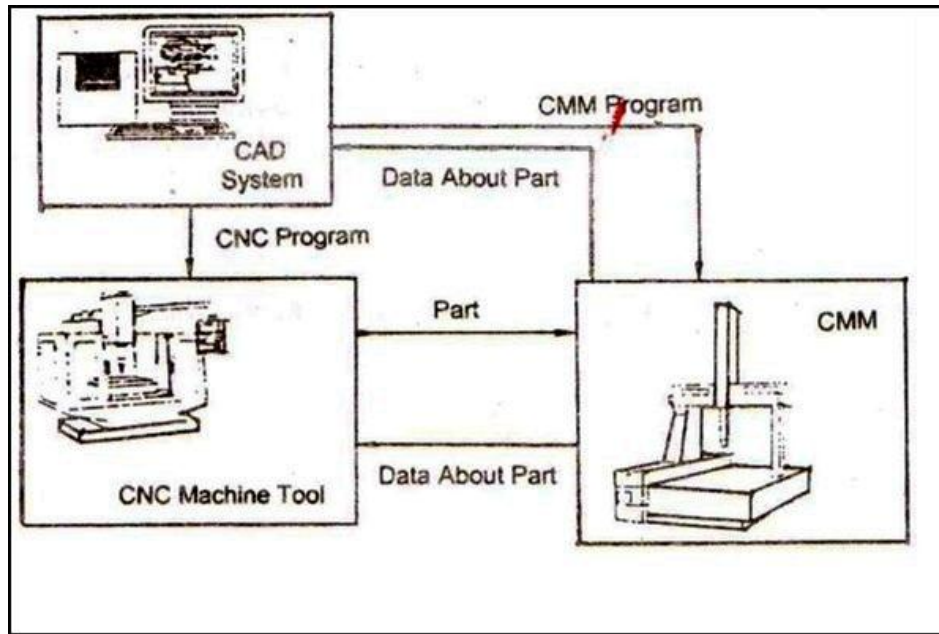 CMM Program
CAD
System
Data About Part
CNC Program
Part
CMM
Data About Part
CNC Machine Tool